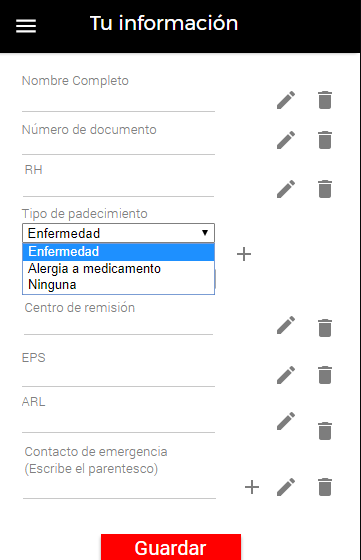 Tu información
Nombre Completo
Número de documento
RH
Tipo de padecimiento
Enfermedad
Enfermedad
Alergia a medicamento
Ninguna
Centro de remisión
EPS
ARL
Contacto de emergencia
(Escribe el parentesco)
Guardar